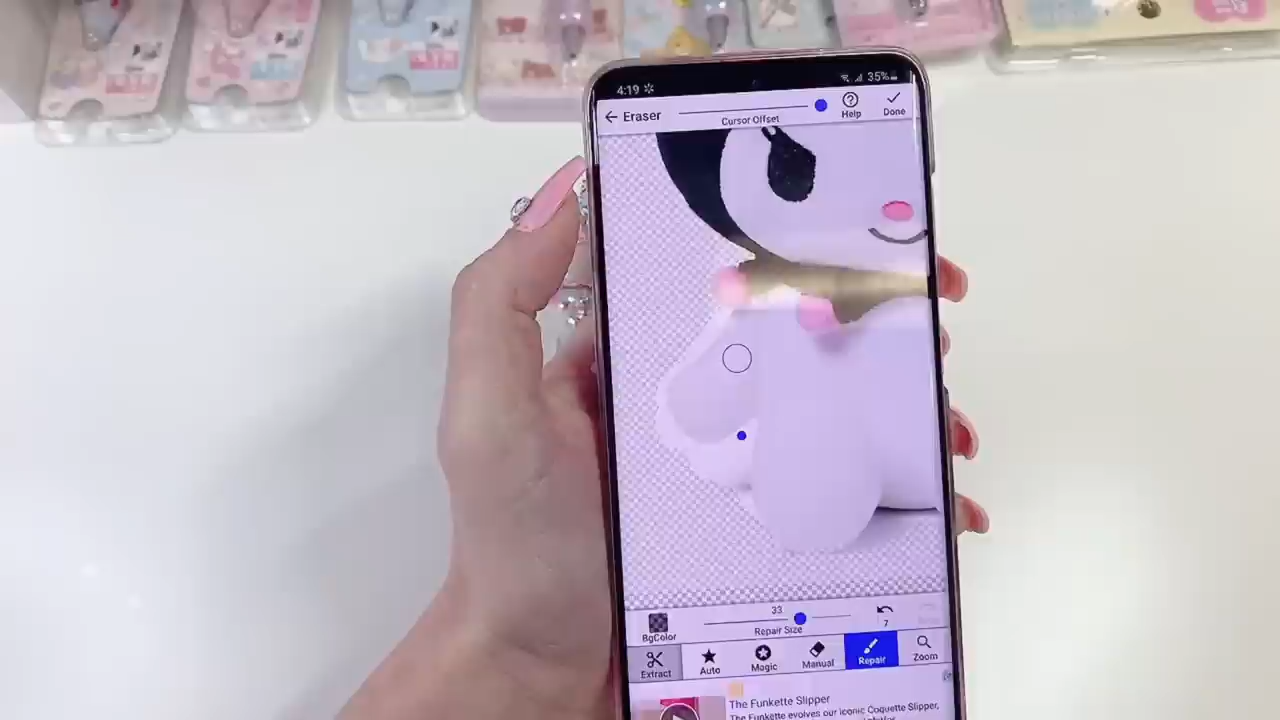 4:19 35%
Eraser
Cursor Offset
Help
Done
33
BgColor
Repair Size
7
Extract
Auto
Magic
Manual
Repair
Zoom
The Funkette Slipper
The Funkette evolves our iconic Coquette Slipper,